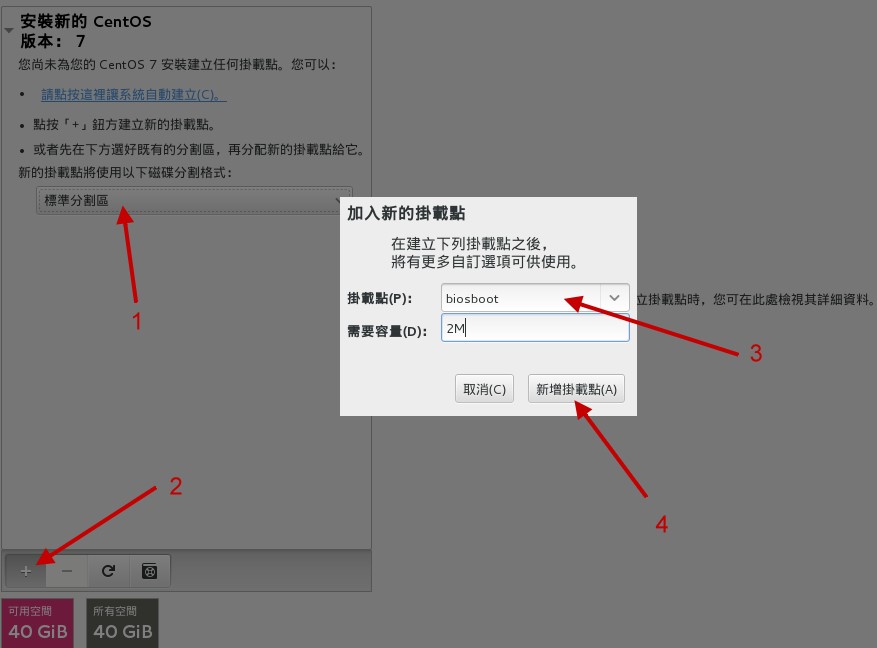 安裝新的 CentOS
版本: 7
您尚未為您的 CentOS 7 安裝建立任何掛載點。您可以:
• 請點按這裡讓系統自動建立(C)。
• 點按「+」鈕方建立新的掛載點。
• 或者先在下方選好既有的分割區，再分配新的掛載點給它。
新的掛載點將使用以下磁碟分割格式:
標準分割區
1
加入新的掛載點
在建立下列掛載點之後，
將有更多自訂選項可供使用。
掛載點(P): biosboot
立掛載點時，您可在此處檢視其詳細資料。
需要容量(D): 2M
3
取消(C) 新增掛載點(A)
2
4
+ −
可用空間
40 GiB
所有空間
40 GiB